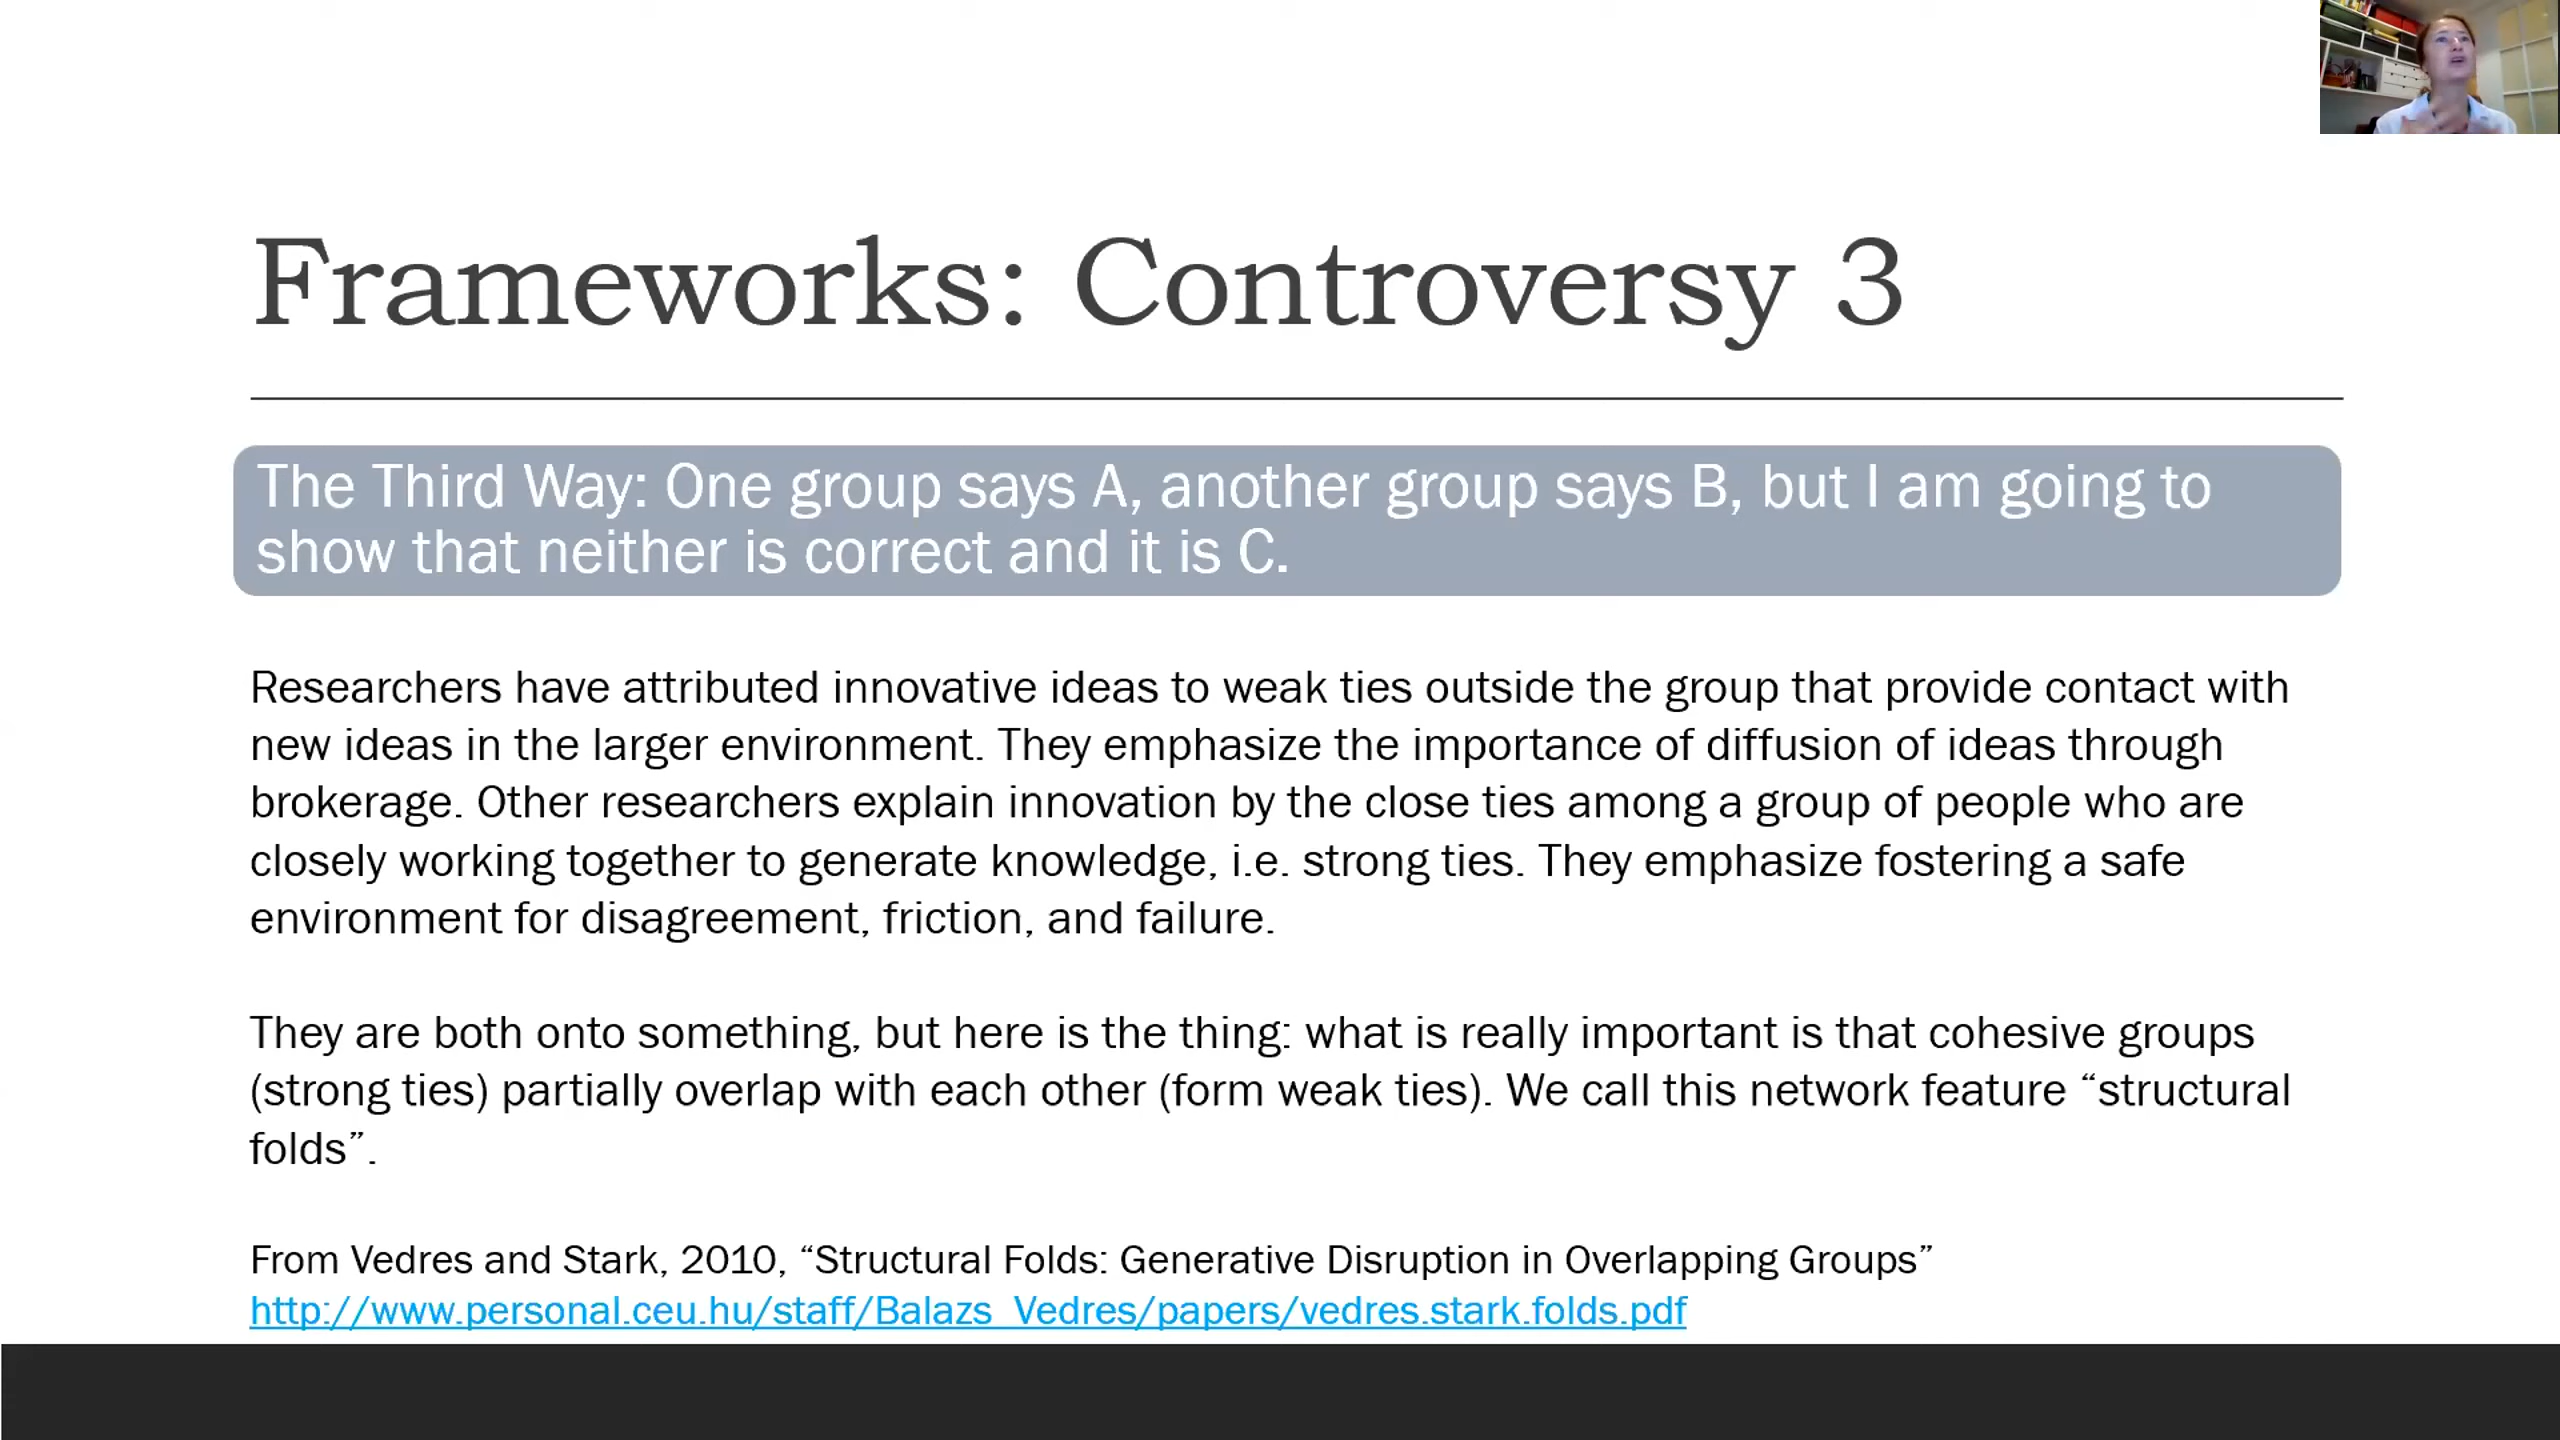 Frameworks: Controversy 3
The Third Way: One group says A, another group says B, but I am going to
show that neither is correct and it is C.
Researchers have attributed innovative ideas to weak ties outside the group that provide contact with
new ideas in the larger environment. They emphasize the importance of diffusion of ideas through
brokerage. Other researchers explain innovation by the close ties among a group of people who are
closely working together to generate knowledge, i.e. strong ties. They emphasize fostering a safe
environment for disagreement, friction, and failure.
They are both onto something, but here is the thing: what is really important is that cohesive groups
(strong ties) partially overlap with each other (form weak ties). We call this network feature “structural
folds”.
From Vedres and Stark, 2010, “Structural Folds: Generative Disruption in Overlapping Groups”
http://www.personal.ceu.hu/staff/Balazs_Vedres/papers/vedres.stark.folds.pdf